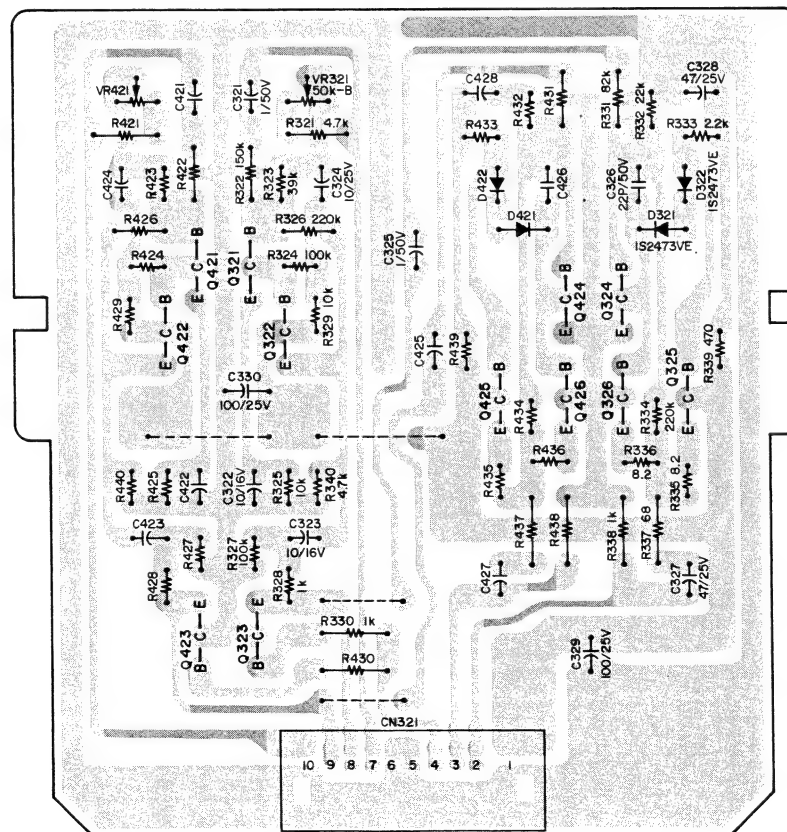 VR421
C421
C321
1/50V
VR321
50k-B
C428
R432
R431
R331 82k
R332 22k
C328
47/25V
R421
R321 4.7k
R433
R333 2.2k
C424
R423
R422
R322 150k
R323
39k
C324
10/25V
D422
C426
C326
22P/50V
D322
1S2473VE
R426
R326 220k
D421
D321
1S2473VE
R424
R324 100k
C325
1/50V
B
C
E
Q421
B
C
E
Q321
R429
B
C
E
Q422
B
C
E
Q322
R329 10k
B
C
E
Q424
B
C
E
Q324
C425
R439
R339 470
C330
100/25V
B
C
E
Q425
R434
B
C
E
Q426
B
C
E
Q326
R334
220k
B
C
E
Q325
R436
R336
8.2
R440
R425
C422
C322
10/16V
R325
10k
R340
4.7k
R435
R335 8.2
C423
R427
R327
100k
C323
10/16V
R437
R438
R338 1k
R337 68
R428
R328
1k
C427
C327
47/25V
E
C
B
Q423
E
C
B
Q323
R330 1k
R430
C329
100/25V
CN321
10 9 8 7 6 5 4 3 2 1